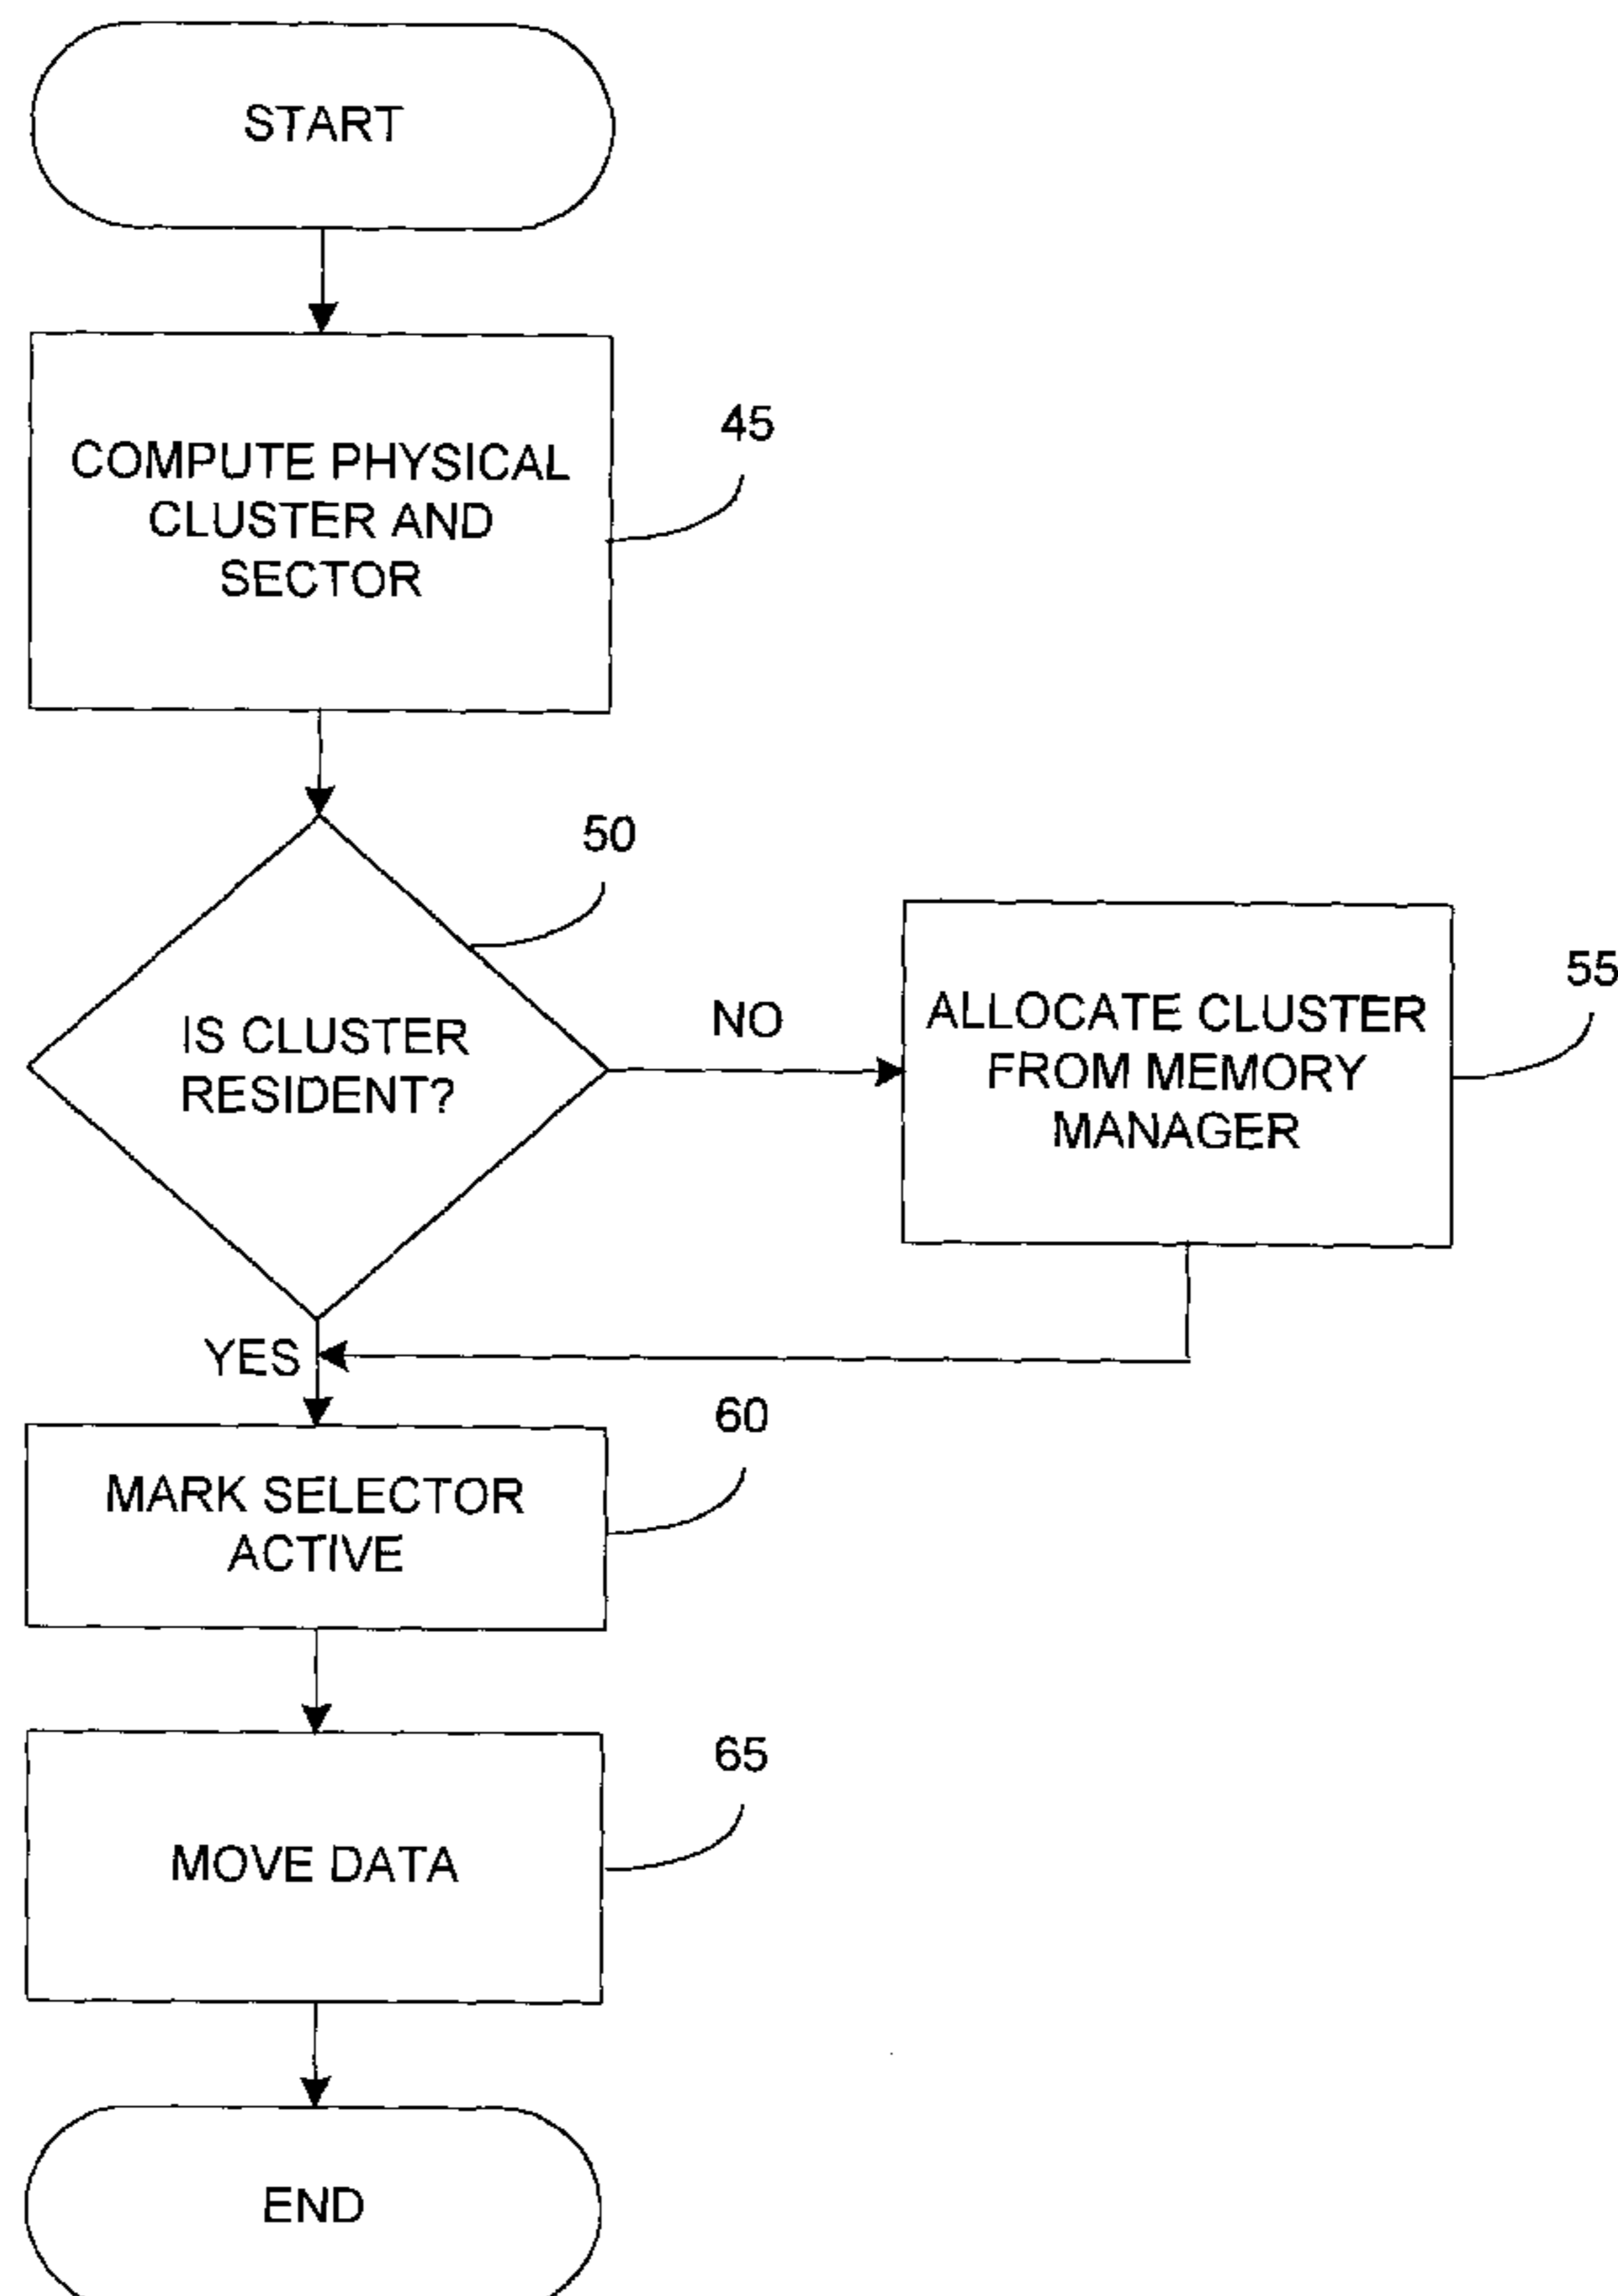 START
45
COMPUTE PHYSICAL
CLUSTER AND
SECTOR
50
IS CLUSTER
RESIDENT?
NO
55
ALLOCATE CLUSTER
FROM MEMORY
MANAGER
YES
60
MARK SELECTOR
ACTIVE
65
MOVE DATA
END